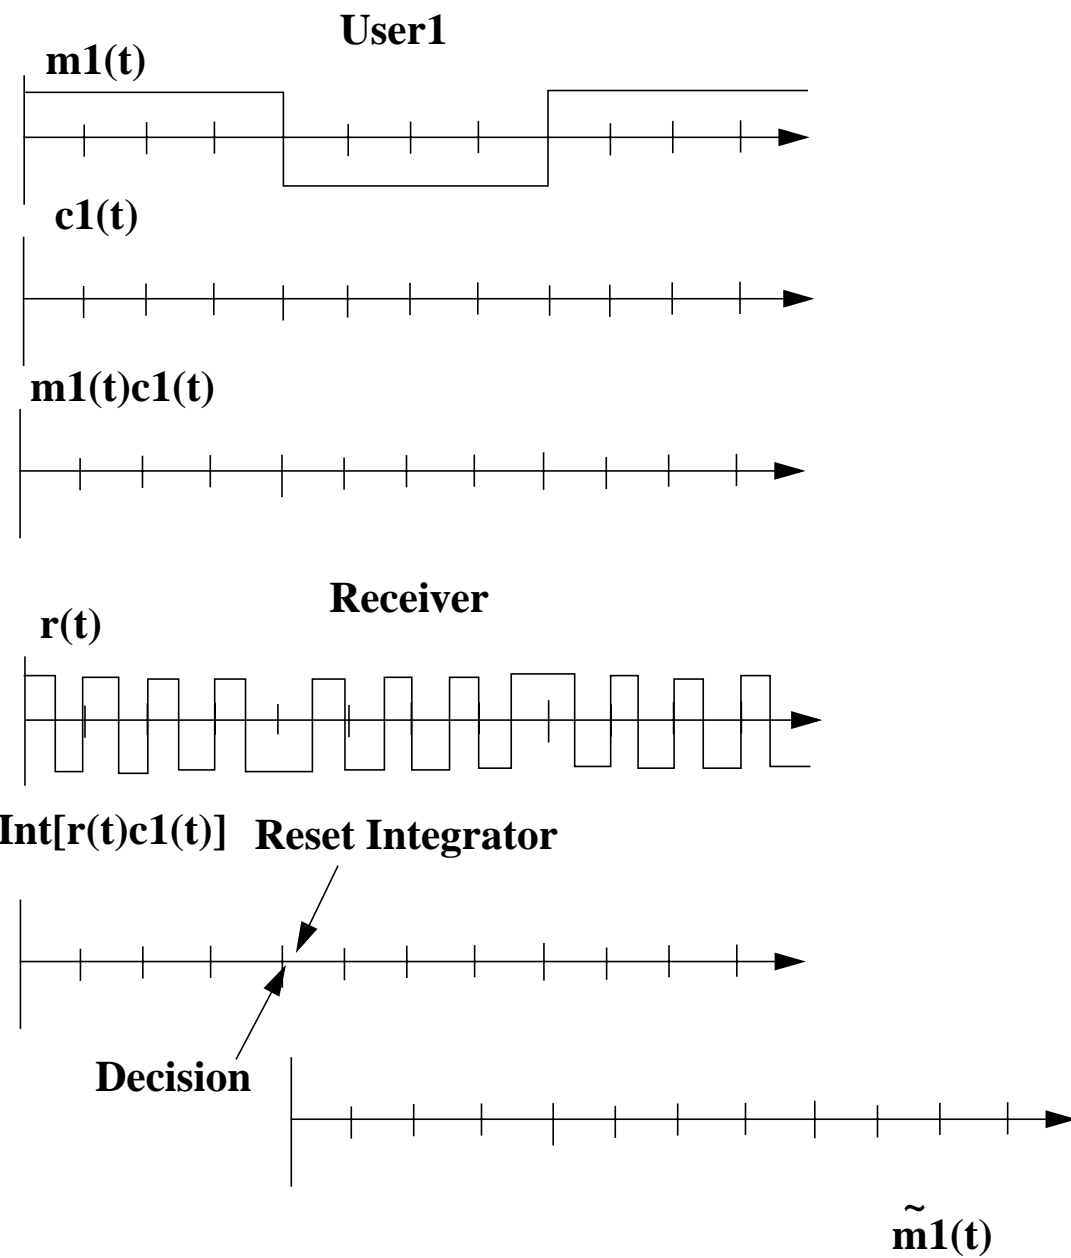 User1
m1(t)
c1(t)
m1(t)c1(t)
Receiver
r(t)
Int[r(t)c1(t)] Reset Integrator
Decision
m̃1(t)